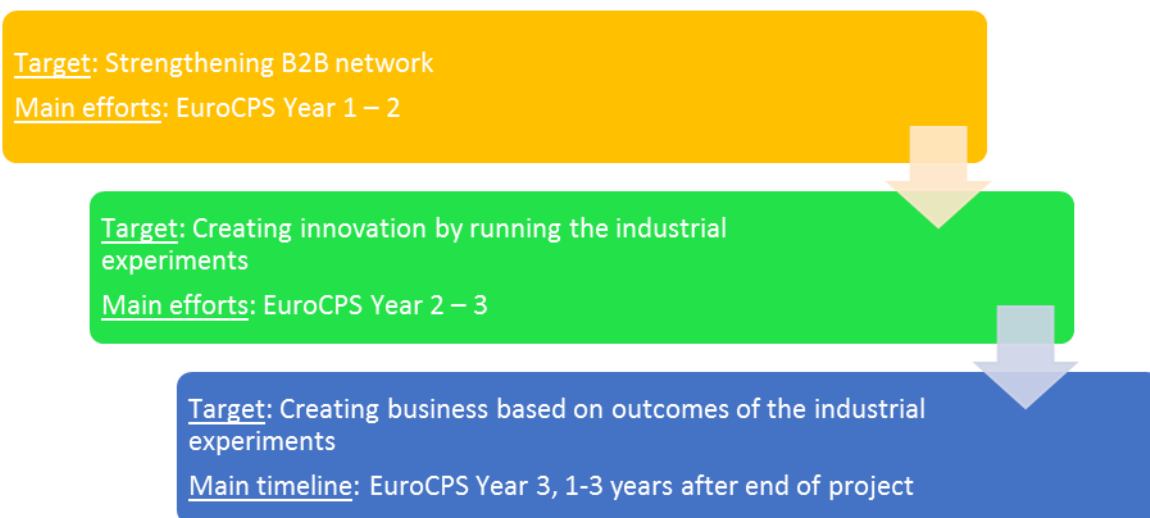 Target: Strengthening B2B network
Main efforts: EuroCPS Year 1 – 2
Target: Creating innovation by running the industrial
experiments
Main efforts: EuroCPS Year 2 – 3
Target: Creating business based on outcomes of the industrial
experiments
Main timeline: EuroCPS Year 3, 1-3 years after end of project